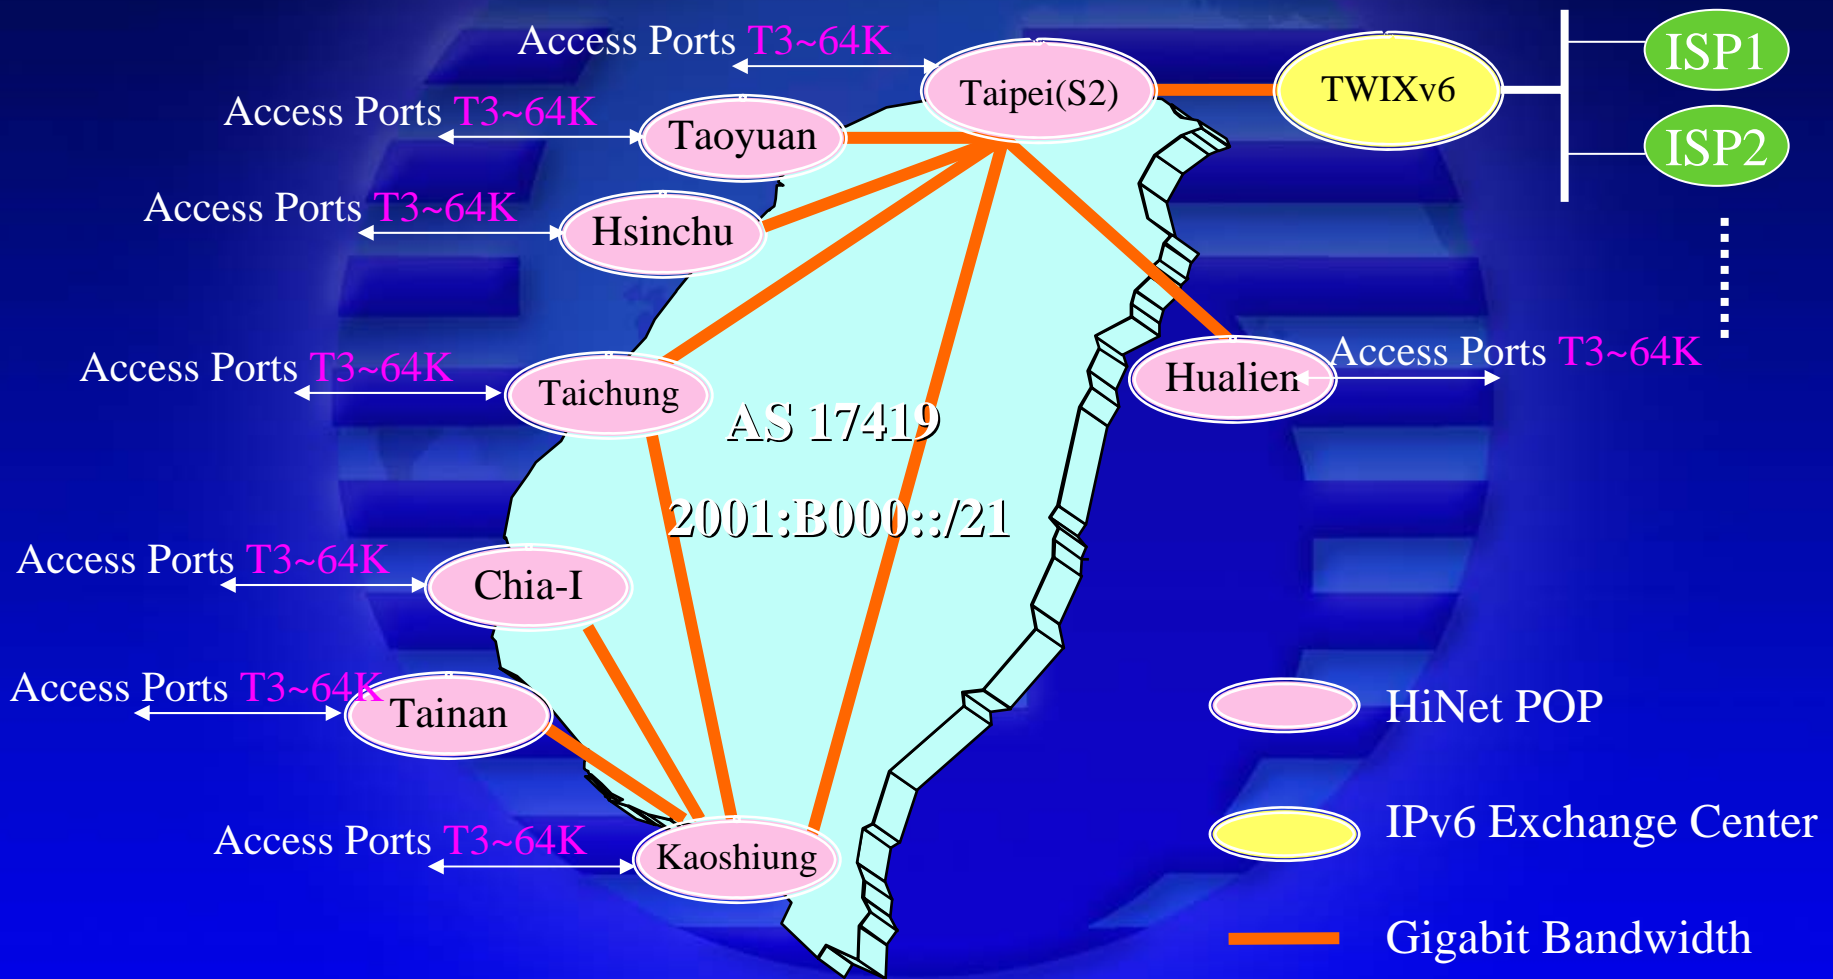 Access Ports T3~64K
Taipei(S2)
TWIXv6
ISP1
ISP2
Access Ports T3~64K
Taoyuan
Access Ports T3~64K
Hsinchu
Access Ports T3~64K
Taichung
Hualien
Access Ports T3~64K
AS 17419
2001:B000::/21
Access Ports T3~64K
Chia-I
Access Ports T3~64K
Tainan
Access Ports T3~64K
Kaoshiung
HiNet POP
IPv6 Exchange Center
Gigabit Bandwidth